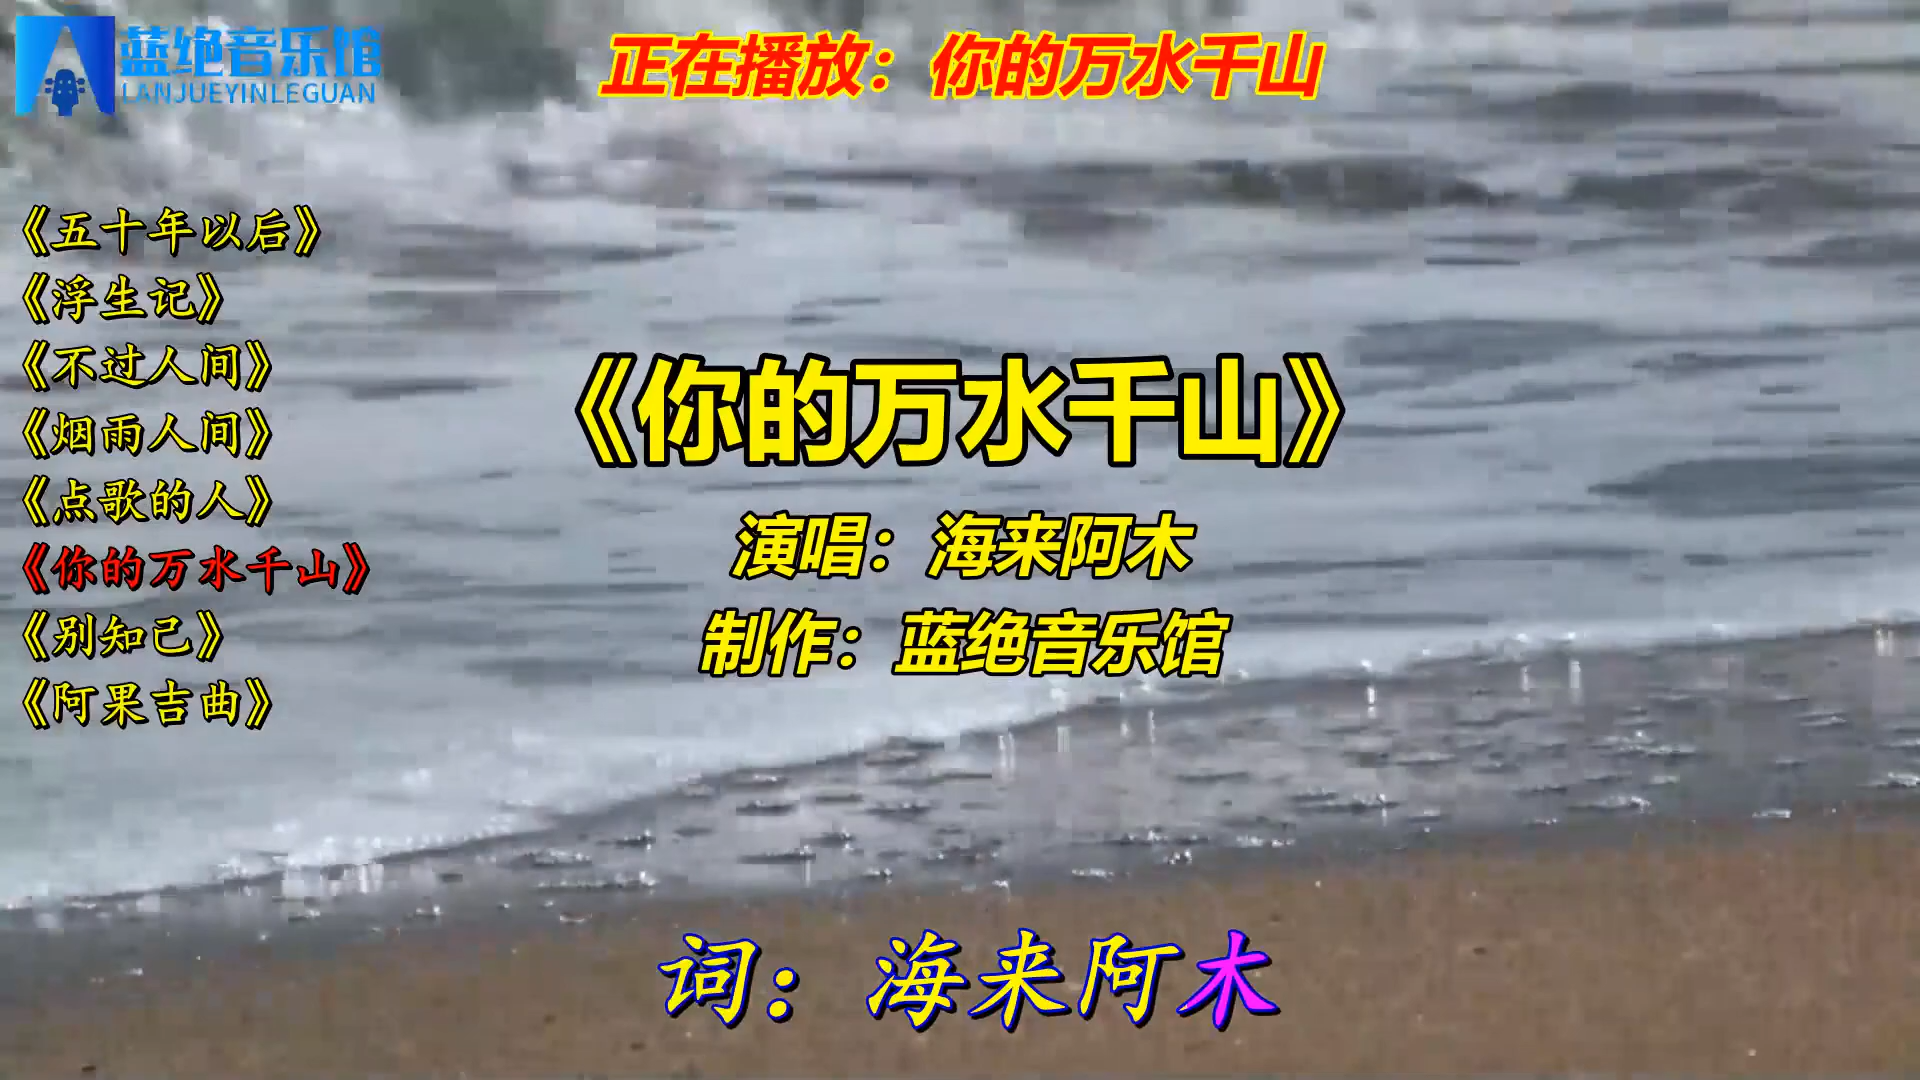 蓝绝音乐馆
LANJUEYINLEGUAN
正在播放：你的万水千山
《五十年以后》
《浮生记》
《不过人间》
《烟雨人间》
《点歌的人》
《你的万水千山》
《别知己》
《阿果吉曲》
《你的万水千山》
演唱：海来阿木
制作：蓝绝音乐馆
词：海来阿木